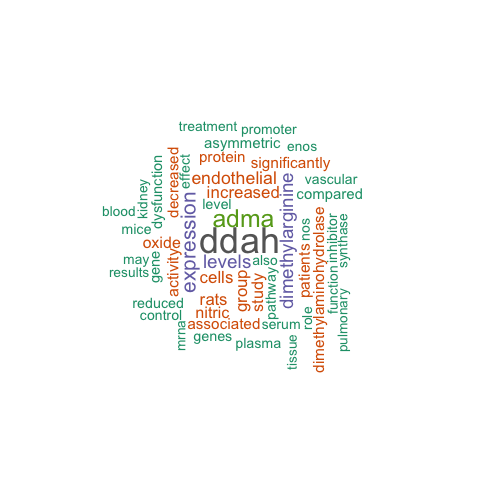 treatment
promoter
asymmetric
enos
protein
significantly
decreased
effect
endothelial
vascular
dysfunction
kidney
increased
compared
level
dimethylarginine
blood
expression
adma
mice
ddah
nos
inhibitor
synthase
oxide
may
gene
levels
also
patients
results
activity
cells
group
study
pathway
function
dimethylaminohydrolase
reduced
rats
control
nitric
associated
serum
role
pulmonary
mrna
genes
plasma
tissue